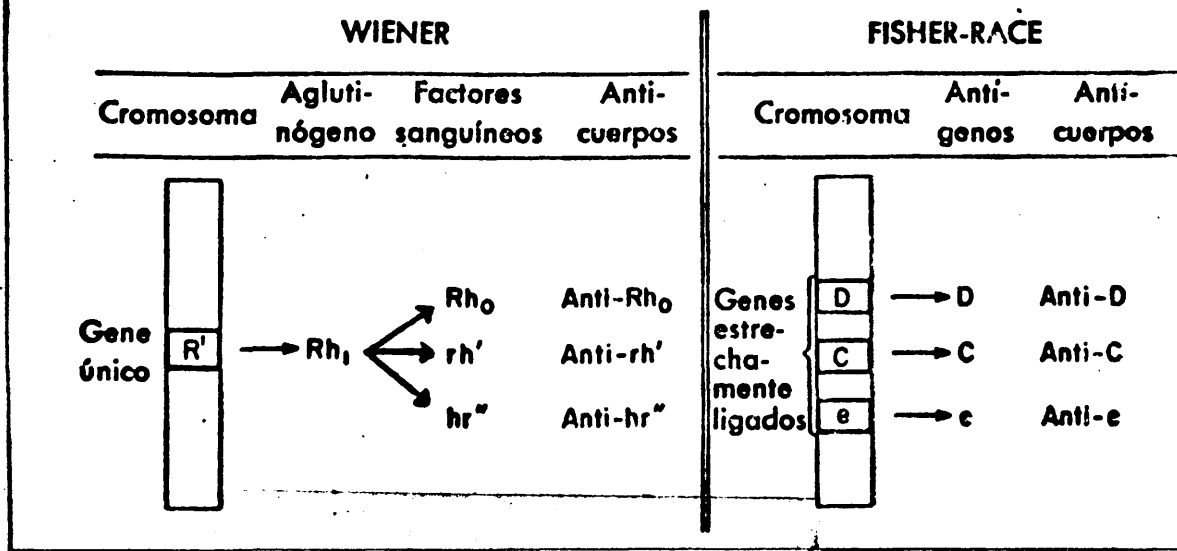 WIENER
Cromosoma
Agluti-
nógeno
Factores
sanguíneos
Anti-
cuerpos
Gene
único
R'
Rh₁
Rh₀
rh'
hr"
Anti-Rh₀
Anti-rh'
Anti-hr"
FISHER-RACE
Cromosoma
Antí-
genos
Anti-
cuerpos
Genes
estre-
cha-
mente
ligados
D
C
e
D
C
e
Anti-D
Anti-C
Anti-e